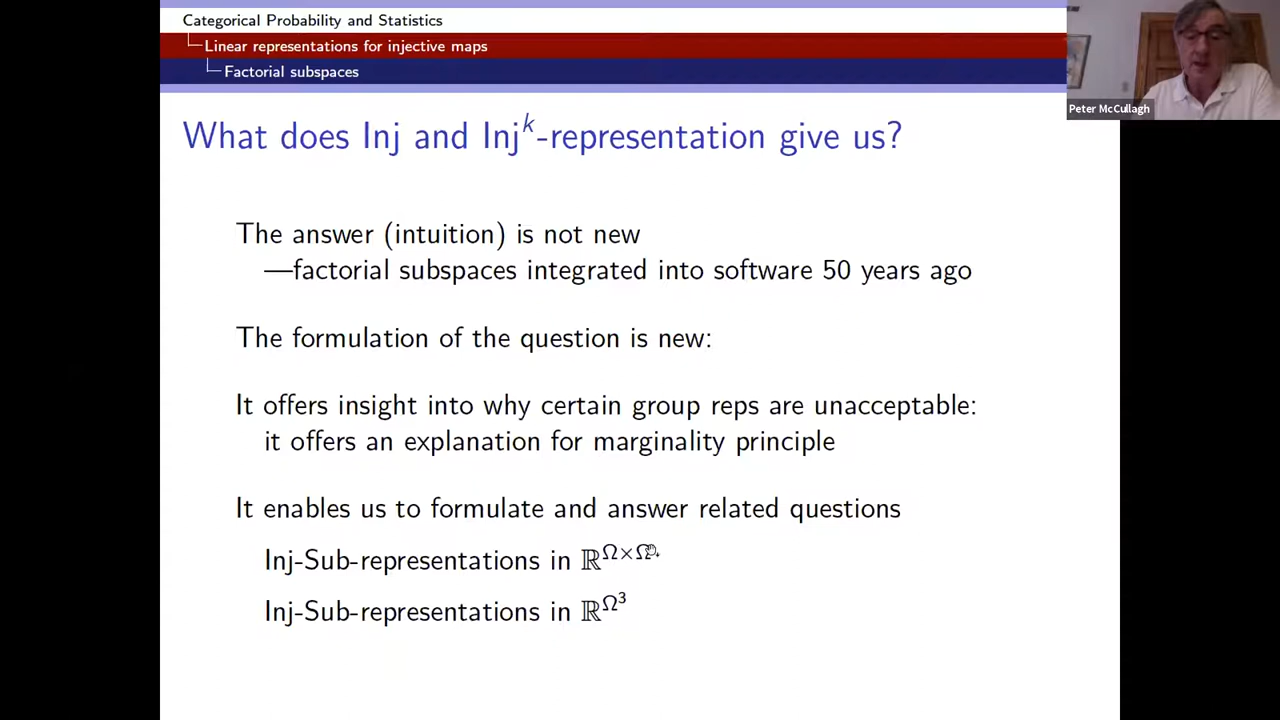 Categorical Probability and Statistics
Linear representations for injective maps
Factorial subspaces
Peter McCullagh
What does Inj and Inj^k-representation give us?
The answer (intuition) is not new
—factorial subspaces integrated into software 50 years ago
The formulation of the question is new:
It offers insight into why certain group reps are unacceptable:
it offers an explanation for marginality principle
It enables us to formulate and answer related questions
Inj-Sub-representations in ℝ^Ω×Ω
Inj-Sub-representations in ℝ^Ω³